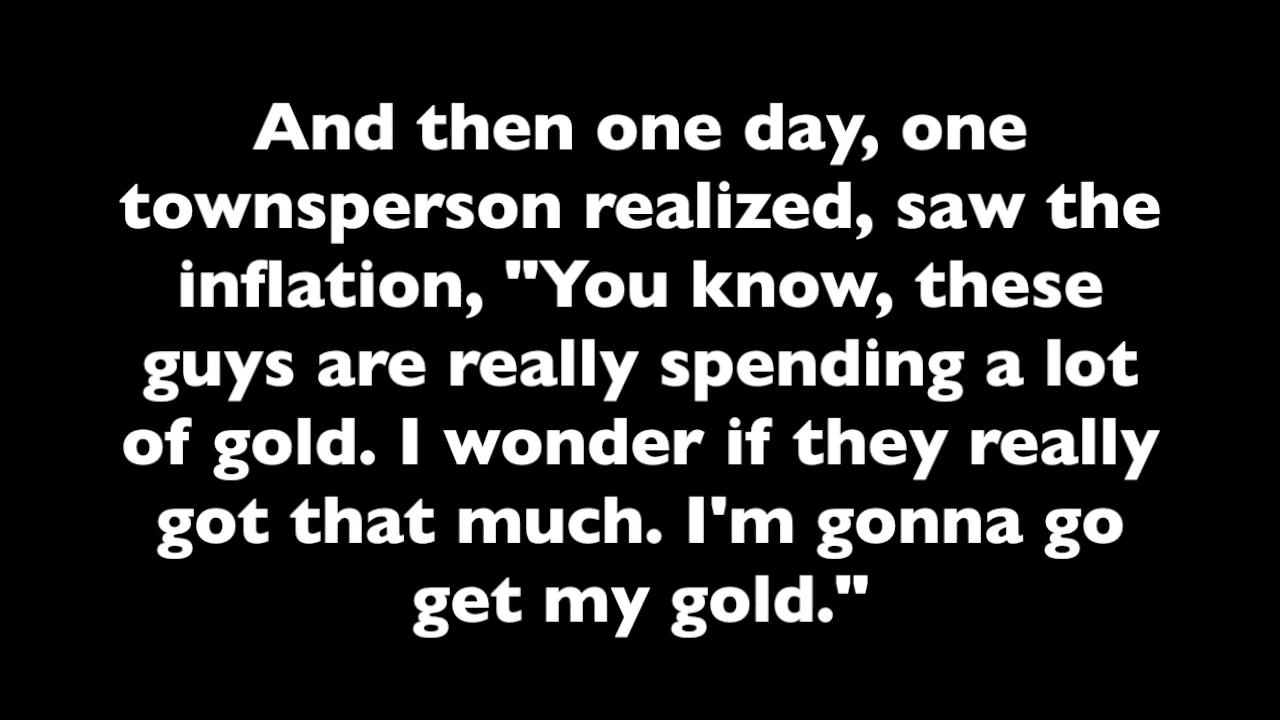 And then one day, one
townsperson realized, saw the
inflation, "You know, these
guys are really spending a lot
of gold. I wonder if they really
got that much. I'm gonna go
get my gold."